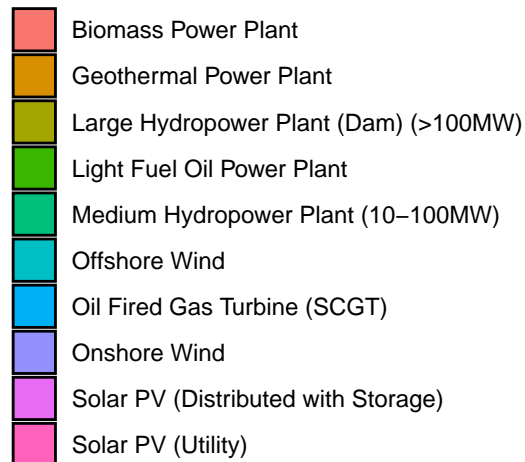 Biomass Power Plant
Geothermal Power Plant
Large Hydropower Plant (Dam) (>100MW)
Light Fuel Oil Power Plant
Medium Hydropower Plant (10–100MW)
Offshore Wind
Oil Fired Gas Turbine (SCGT)
Onshore Wind
Solar PV (Distributed with Storage)
Solar PV (Utility)